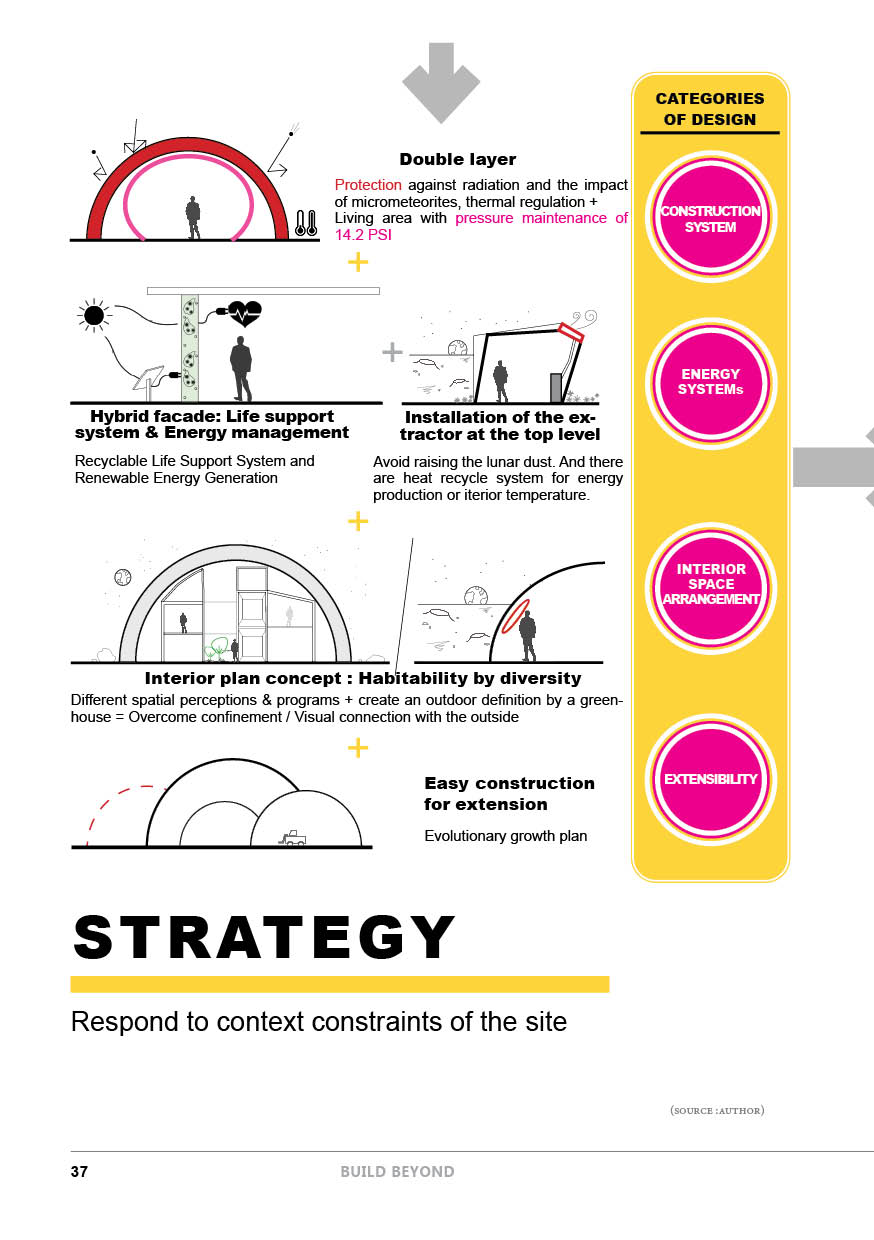 CATEGORIES
OF DESIGN
Double layer
Protection against radiation and the impact
of micrometeorites, thermal regulation +
Living area with pressure maintenance of
14.2 PSI
+
CONSTRUCTION
SYSTEM
+
Hybrid facade: Life support
system & Energy management
Recyclable Life Support System and
Renewable Energy Generation
Installation of the ex-
tractor at the top level
Avoid raising the lunar dust. And there
are heat recycle system for energy
production or iterior temperature.
ENERGY
SYSTEMs
+
Interior plan concept : Habitability by diversity
Different spatial perceptions & programs + create an outdoor definition by a green-
house = Overcome confinement / Visual connection with the outside
INTERIOR
SPACE
ARRANGEMENT
+
Easy construction
for extension
Evolutionary growth plan
EXTENSIBILITY
STRATEGY
Respond to context constraints of the site
(SOURCE :AUTHOR)
37
BUILD BEYOND